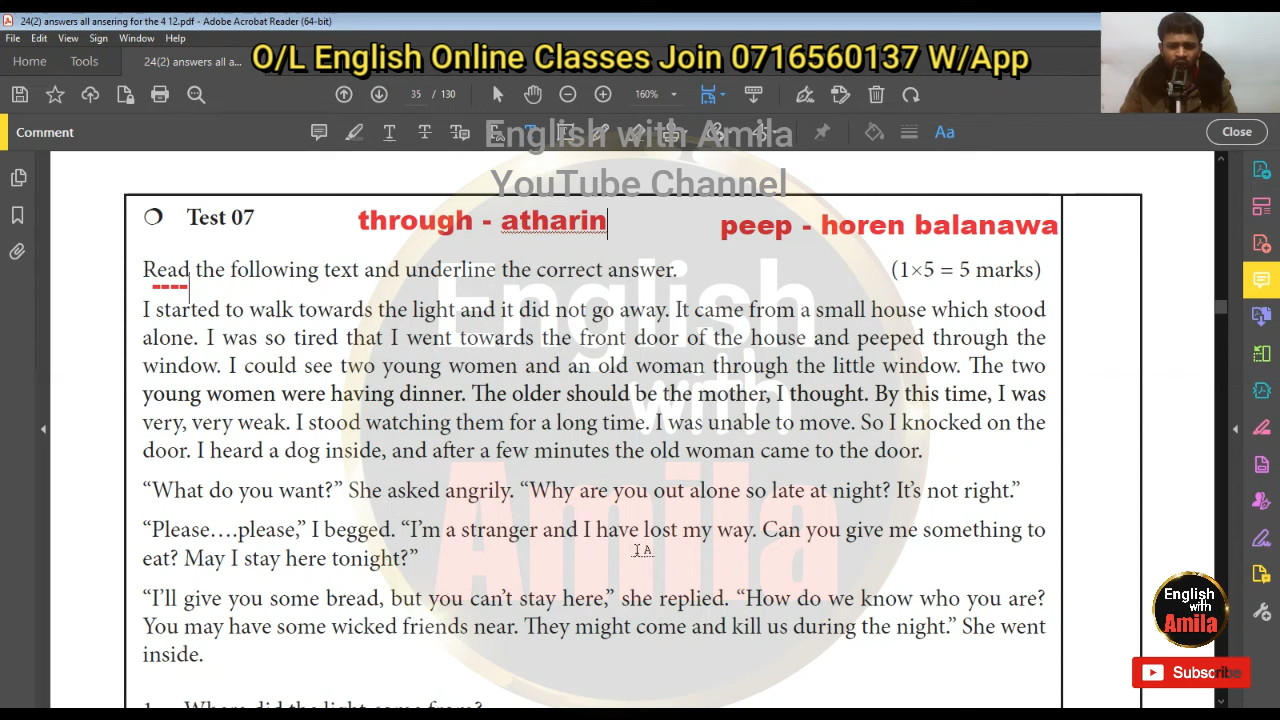 24(2) answers all ansering for the 4 12.pdf - Adobe Acrobat Reader (64-bit)
File Edit View Sign Window Help
O/L English Online Classes Join 0716560137 W/App
Home Tools 24(2) answers all a...
35 / 130 160%
Comment Close
English with Amila
YouTube Channel
Test 07
through - atharin
peep - horen balanawa
Read the following text and underline the correct answer. (1×5 = 5 marks)
I started to walk towards the light and it did not go away. It came from a small house which stood
alone. I was so tired that I went towards the front door of the house and peeped through the
window. I could see two young women and an old woman through the little window. The two
young women were having dinner. The older should be the mother, I thought. By this time, I was
very, very weak. I stood watching them for a long time. I was unable to move. So I knocked on the
door. I heard a dog inside, and after a few minutes the old woman came to the door.
“What do you want?” She asked angrily. “Why are you out alone so late at night? It’s not right.”
“Please….please,” I begged. “I’m a stranger and I have lost my way. Can you give me something to
eat? May I stay here tonight?”
“I’ll give you some bread, but you can’t stay here,” she replied. “How do we know who you are?
You may have some wicked friends near. They might come and kill us during the night.” She went
inside.
1. Where did the light come from?
English
with
Amila
English
with
Amila
Subscribe